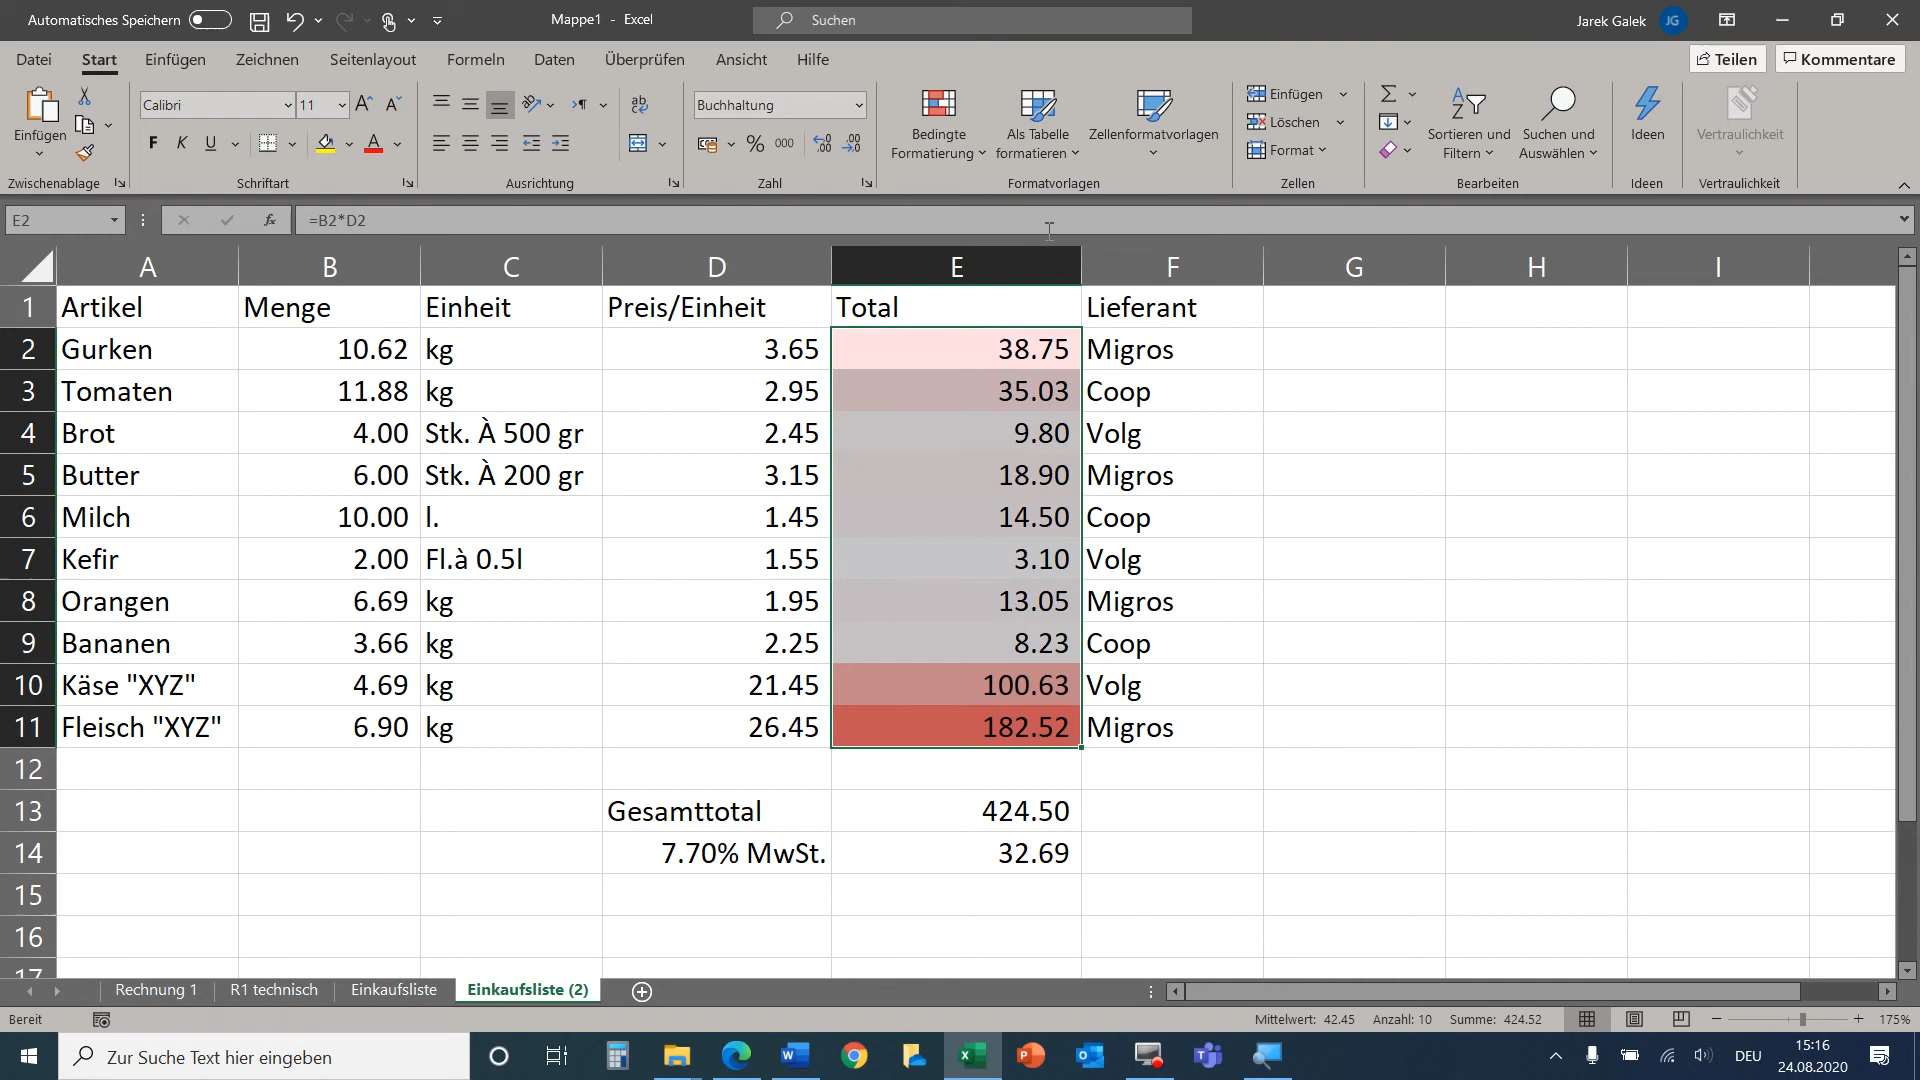 Automatisches Speichern
Mappe1 - Excel
Suchen
Jarek Galek
JG
Datei
Start
Einfügen
Zeichnen
Seitenlayout
Formeln
Daten
Überprüfen
Ansicht
Hilfe
Teilen
Kommentare
Einfügen
Zwischenablage
Calibri
11
F K U
Schriftart
Ausrichtung
Buchhaltung
% 000
Zahl
Bedingte Formatierung
Als Tabelle formatieren
Zellenformatvorlagen
Formatvorlagen
Einfügen
Löschen
Format
Zellen
Sortieren und Filtern
Suchen und Auswählen
Bearbeiten
Ideen
Ideen
Vertraulichkeit
Vertraulichkeit
E2
fx
=B2*D2
A B C D E F G H I
1 Artikel Menge Einheit Preis/Einheit Total Lieferant
2 Gurken 10.62 kg 3.65 38.75 Migros
3 Tomaten 11.88 kg 2.95 35.03 Coop
4 Brot 4.00 Stk. À 500 gr 2.45 9.80 Volg
5 Butter 6.00 Stk. À 200 gr 3.15 18.90 Migros
6 Milch 10.00 l. 1.45 14.50 Coop
7 Kefir 2.00 Fl.à 0.5l 1.55 3.10 Volg
8 Orangen 6.69 kg 1.95 13.05 Migros
9 Bananen 3.66 kg 2.25 8.23 Coop
10 Käse "XYZ" 4.69 kg 21.45 100.63 Volg
11 Fleisch "XYZ" 6.90 kg 26.45 182.52 Migros
12
13 Gesamttotal 424.50
14 7.70% MwSt. 32.69
15
16
17
Rechnung 1
R1 technisch
Einkaufsliste
Einkaufsliste (2)
Bereit
Mittelwert: 42.45 Anzahl: 10 Summe: 424.52
175%
Zur Suche Text hier eingeben
DEU
15:16
24.08.2020